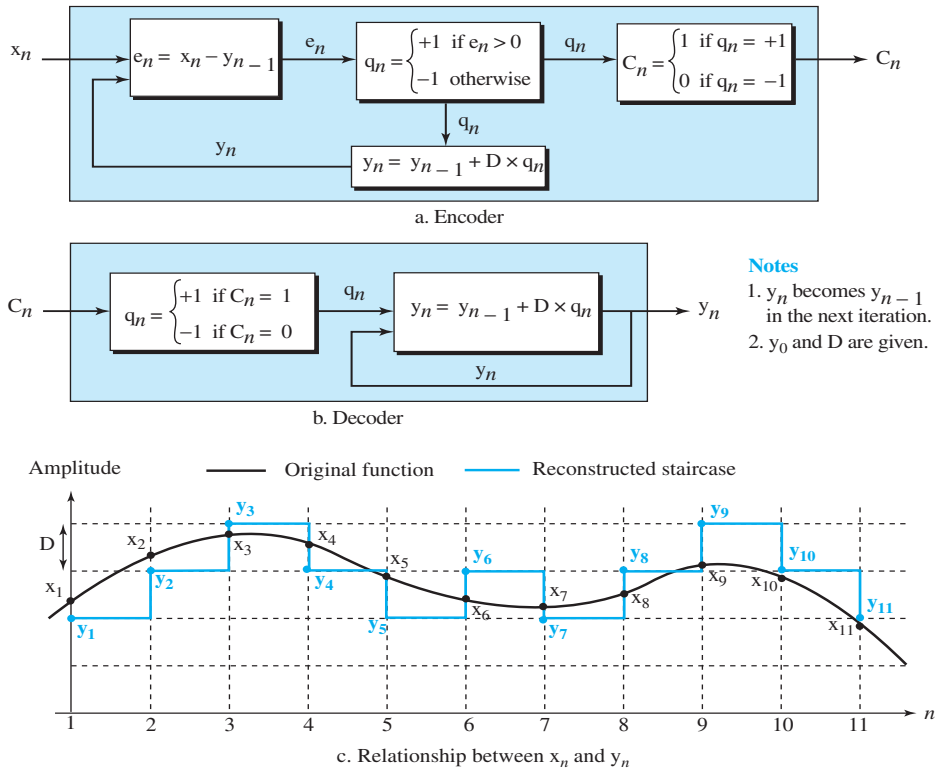 xₙ
eₙ = xₙ − yₙ ₋ ₁
eₙ
qₙ = { +1 if eₙ > 0
−1 otherwise
qₙ
Cₙ = { 1 if qₙ = +1
0 if qₙ = −1
Cₙ
qₙ
yₙ
yₙ = yₙ ₋ ₁ + D × qₙ
a. Encoder
Cₙ
qₙ = { +1 if Cₙ = 1
−1 if Cₙ = 0
qₙ
yₙ = yₙ ₋ ₁ + D × qₙ
yₙ
yₙ
b. Decoder
Notes
1. yₙ becomes yₙ ₋ ₁
in the next iteration.
2. y₀ and D are given.
Amplitude
Original function
Reconstructed staircase
D
x₁
x₂
x₃
x₄
x₅
x₆
x₇
x₈
x₉
x₁₀
x₁₁
y₁
y₂
y₃
y₄
y₅
y₆
y₇
y₈
y₉
y₁₀
y₁₁
1 2 3 4 5 6 7 8 9 10 11 n
c. Relationship between xₙ and yₙ